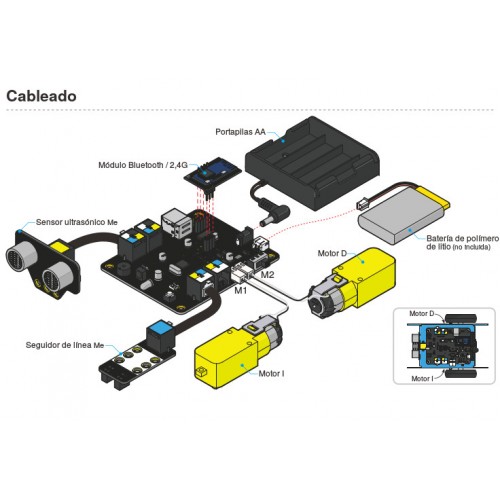 Cableado
Portapilas AA
Módulo Bluetooth / 2,4G
Sensor ultrasónico Me
Motor D
Batería de polímero
de litio (no incluida)
M2
M1
Motor D
Seguidor de línea Me
Motor I
Motor I